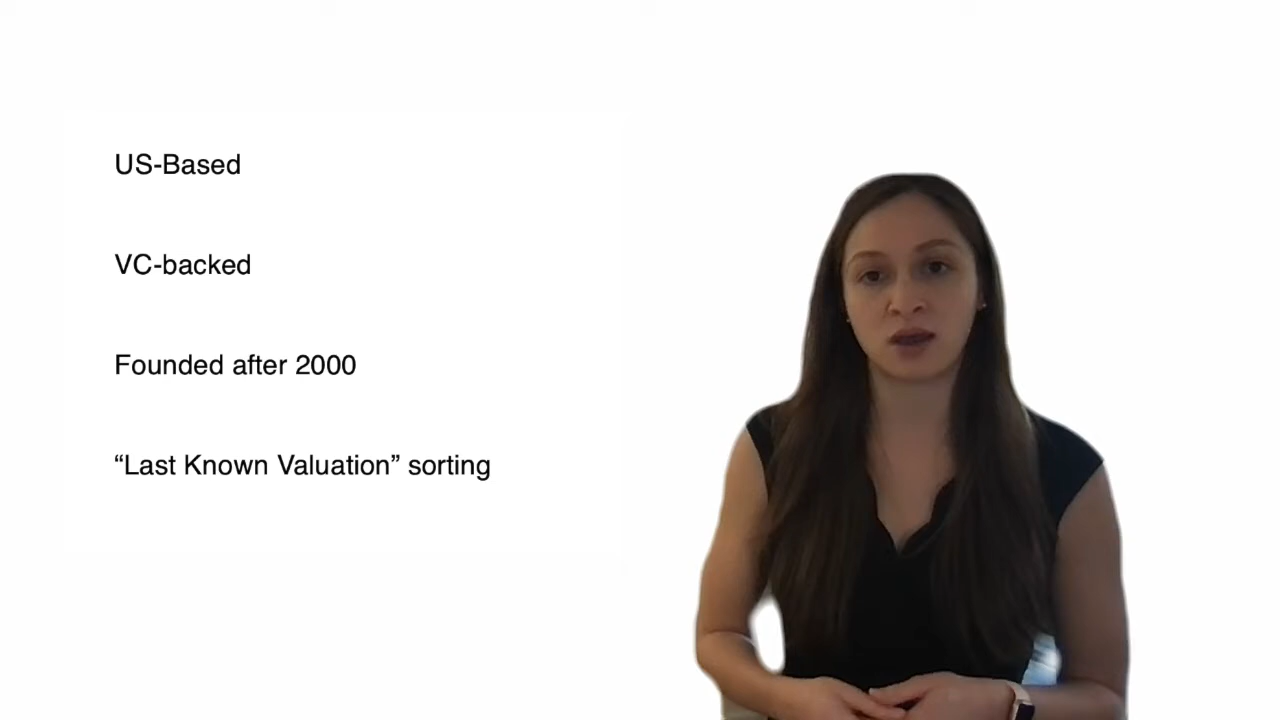 US-Based
VC-backed
Founded after 2000
“Last Known Valuation” sorting